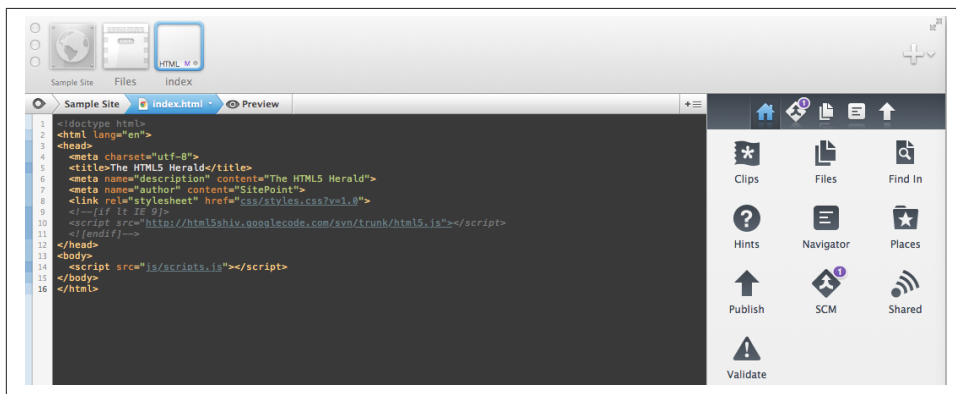 HTML M
Sample Site Files index
Sample Site index.html Preview
1 <!doctype html>
2 <html lang="en">
3 <head>
4 <meta charset="utf-8">
5 <title>The HTML5 Herald</title>
6 <meta name="description" content="The HTML5 Herald">
7 <meta name="author" content="SitePoint">
8 <link rel="stylesheet" href="css/styles.css?v=1.0">
9 <!--[if lt IE 9]>
10 <script src="http://html5shiv.googlecode.com/svn/trunk/html5.js"></script>
11 <![endif]-->
12 </head>
13 <body>
14 <script src="js/scripts.js"></script>
15 </body>
16 </html>
1
Clips Files Find In
Hints Navigator Places
1
Publish SCM Shared
Validate